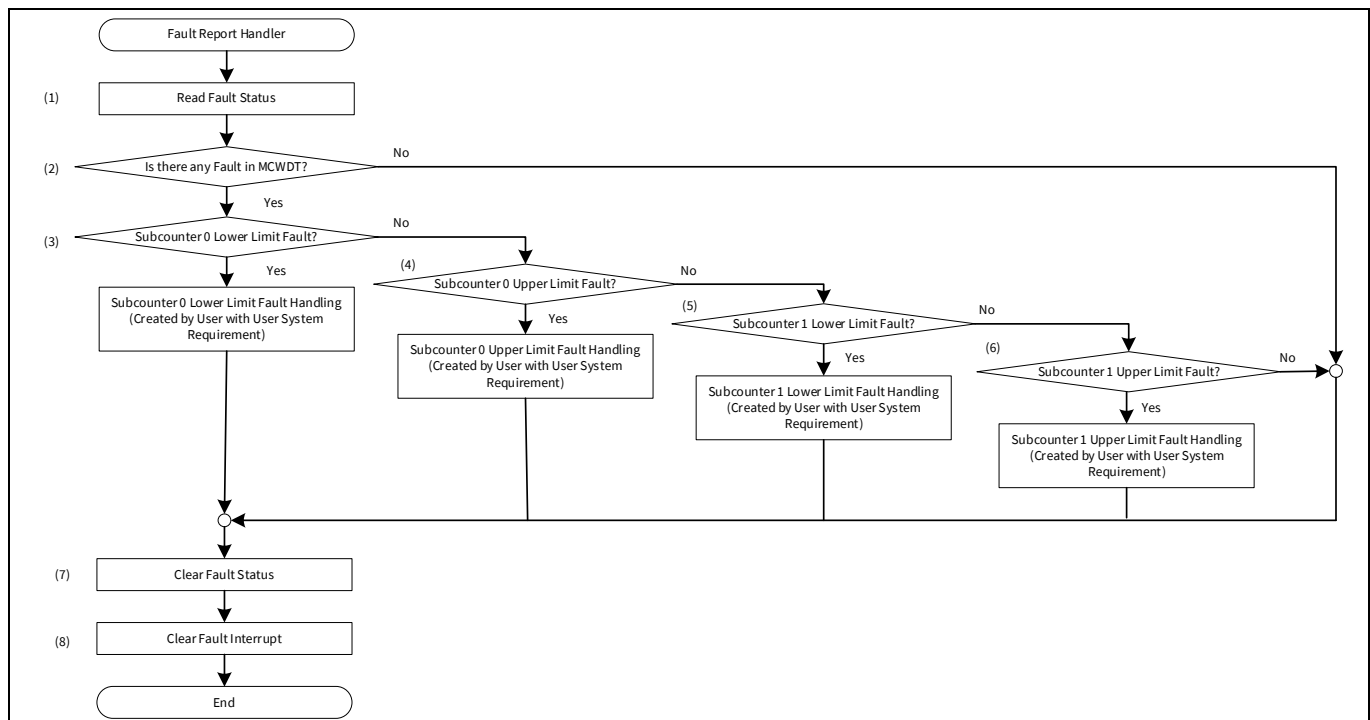 Fault Report Handler
(1)
Read Fault Status
(2)
Is there any Fault in MCWDT?
No
Yes
(3)
Subcounter 0 Lower Limit Fault?
No
Yes
Subcounter 0 Lower Limit Fault Handling
(Created by User with User System
Requirement)
(4)
Subcounter 0 Upper Limit Fault?
No
Yes
Subcounter 0 Upper Limit Fault Handling
(Created by User with User System
Requirement)
(5)
Subcounter 1 Lower Limit Fault?
No
Yes
Subcounter 1 Lower Limit Fault Handling
(Created by User with User System
Requirement)
(6)
Subcounter 1 Upper Limit Fault?
No
Yes
Subcounter 1 Upper Limit Fault Handling
(Created by User with User System
Requirement)
(7)
Clear Fault Status
(8)
Clear Fault Interrupt
End